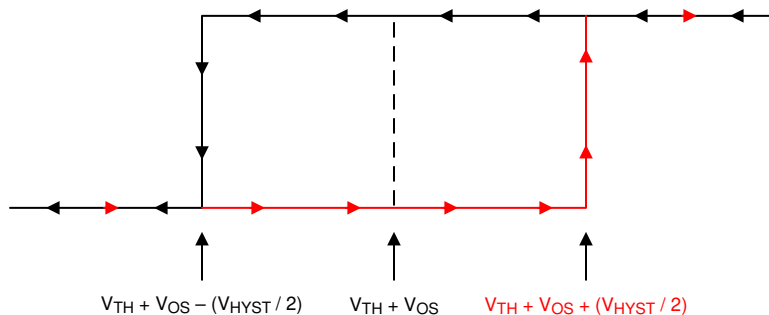 VTH + VOS – (VHYST / 2)
VTH + VOS
VTH + VOS + (VHYST / 2)